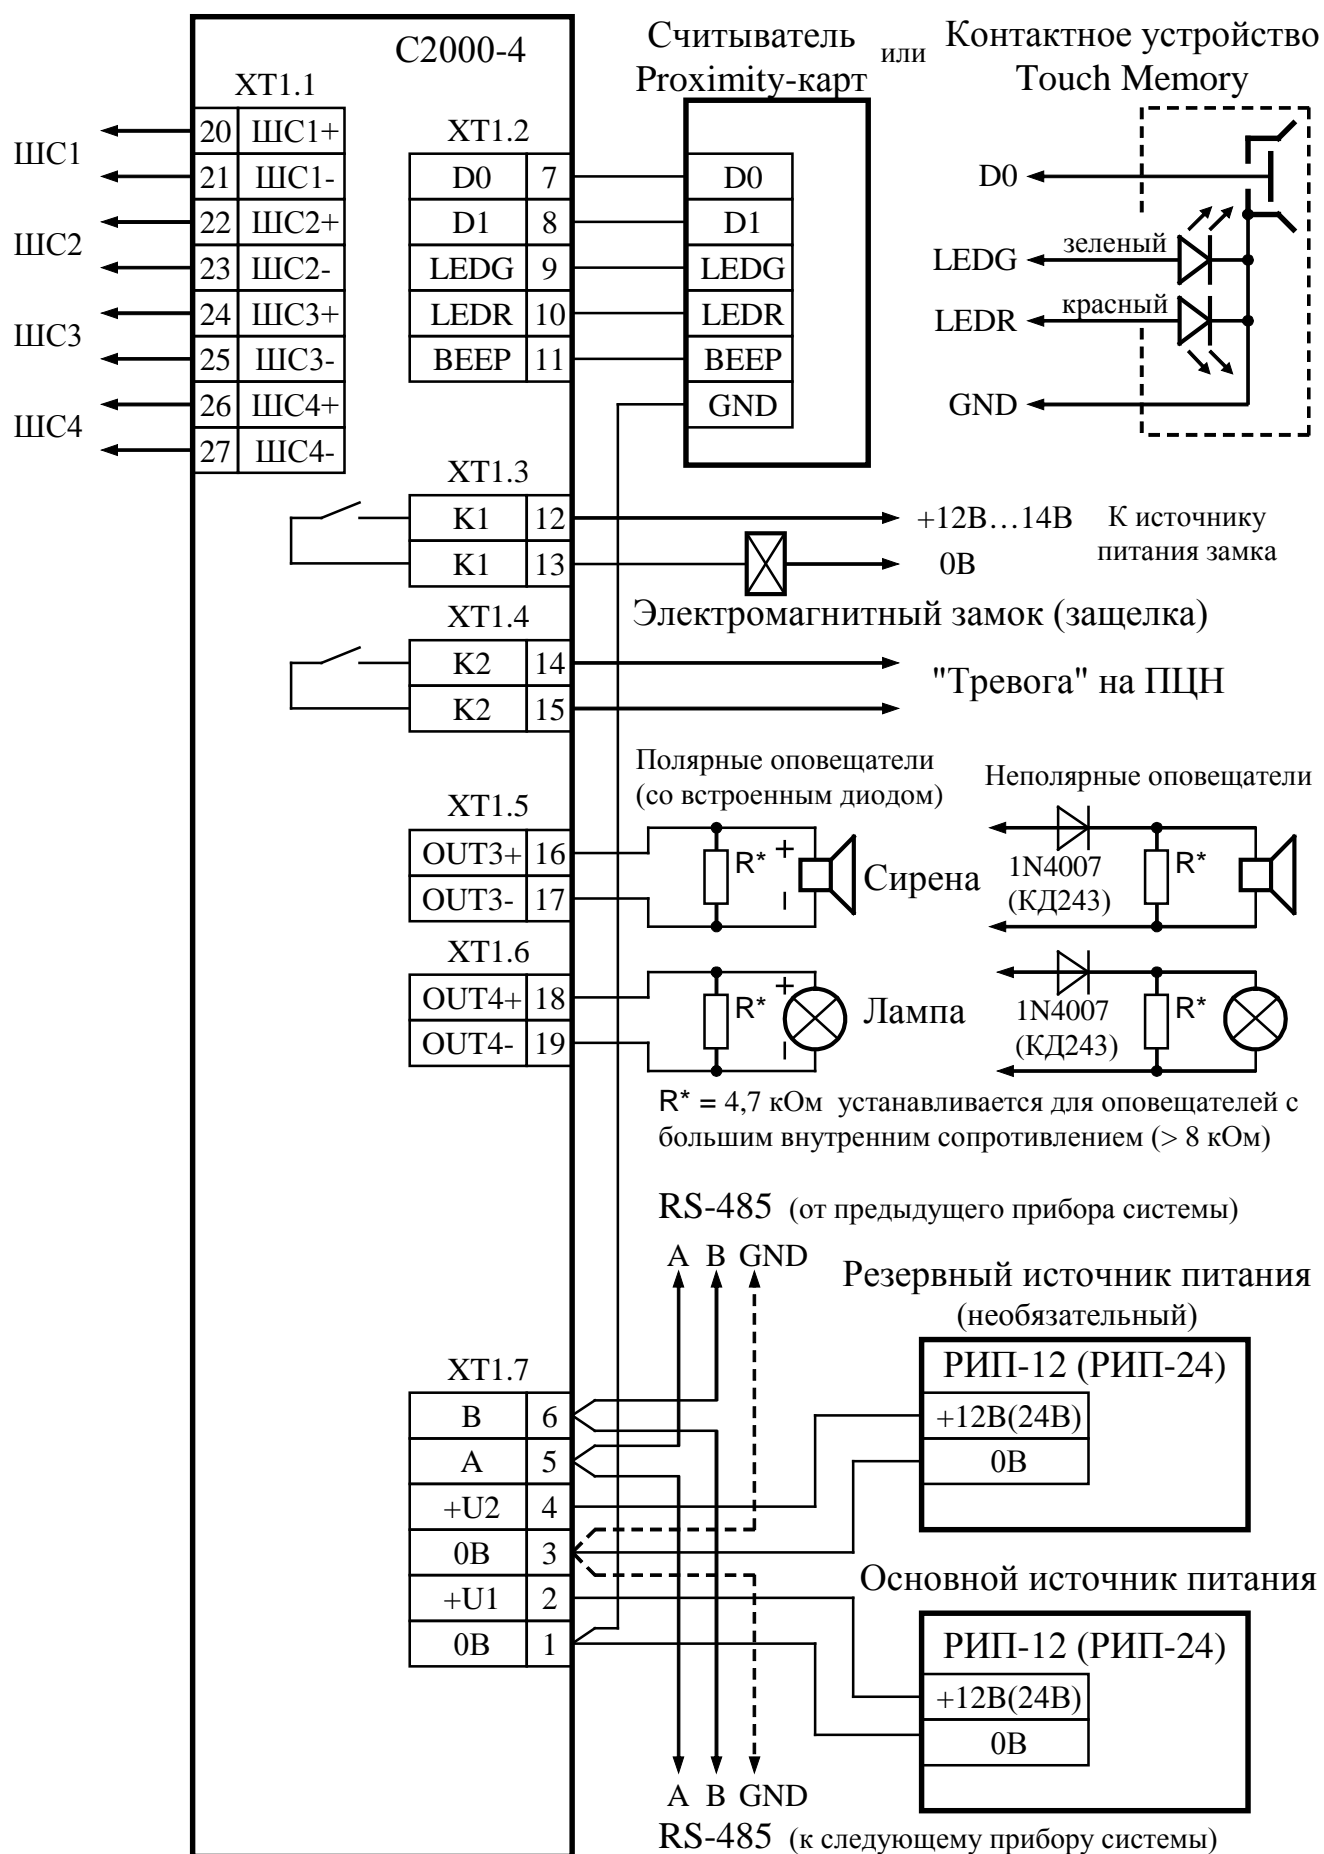 С2000-4
XT1.1
20 ШС1+
21 ШС1-
22 ШС2+
23 ШС2-
24 ШС3+
25 ШС3-
26 ШС4+
27 ШС4-
ШС1
ШС2
ШС3
ШС4
XT1.2
D0 7
D1 8
LEDG 9
LEDR 10
BEEP 11
Считыватель
Proximity-карт
D0
D1
LEDG
LEDR
BEEP
GND
или
Контактное устройство
Touch Memory
D0
LEDG
зеленый
LEDR
красный
GND
XT1.3
К1 12
К1 13
+12В…14В
0В
К источнику
питания замка
Электромагнитный замок (защелка)
XT1.4
К2 14
К2 15
"Тревога" на ПЦН
Полярные оповещатели
(со встроенным диодом)
Неполярные оповещатели
XT1.5
OUT3+ 16
OUT3- 17
R*
+
–
Сирена
1N4007
(КД243)
R*
XT1.6
OUT4+ 18
OUT4- 19
R*
+
–
Лампа
1N4007
(КД243)
R*
R* = 4,7 кОм устанавливается для оповещателей с
большим внутренним сопротивлением (> 8 кОм)
RS-485 (от предыдущего прибора системы)
A B GND
Резервный источник питания
(необязательный)
РИП-12 (РИП-24)
+12В(24В)
0В
XT1.7
B 6
A 5
+U2 4
0В 3
+U1 2
0В 1
Основной источник питания
РИП-12 (РИП-24)
+12В(24В)
0В
A B GND
RS-485 (к следующему прибору системы)